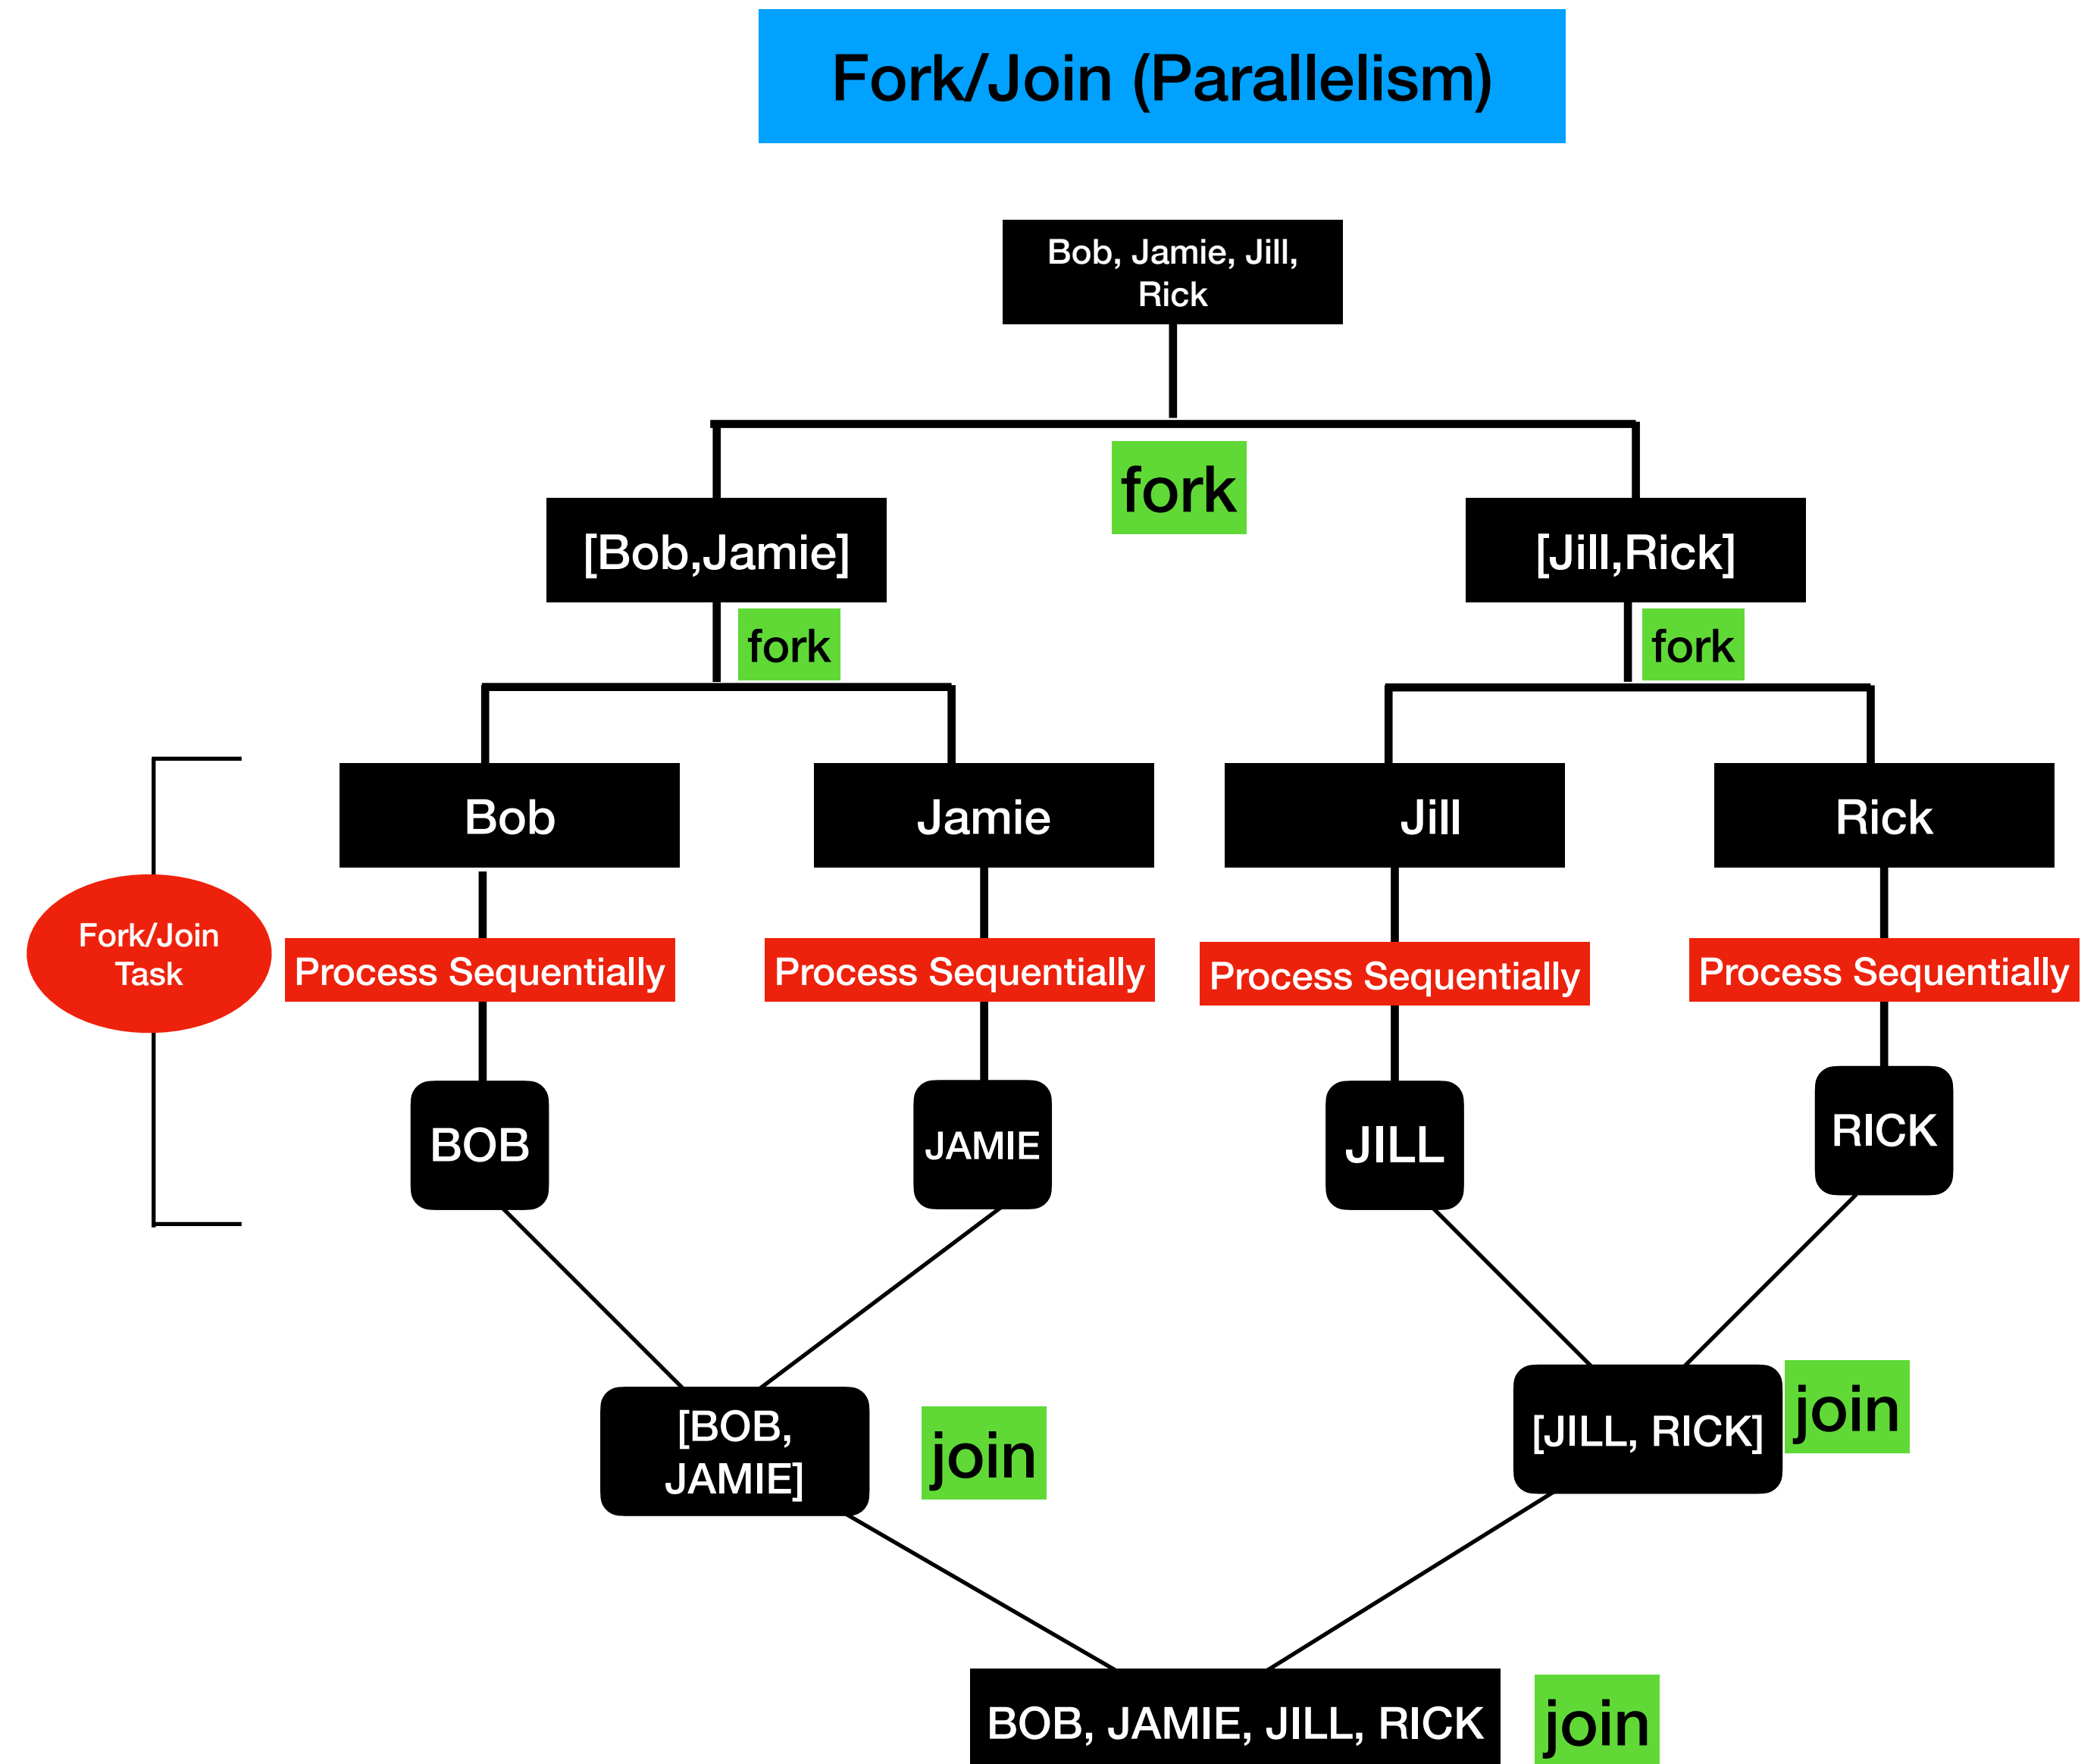 Fork/Join (Parallelism)
Bob, Jamie, Jill,
Rick
fork
[Bob,Jamie]
[Jill,Rick]
fork
fork
Bob
Jamie
Jill
Rick
Fork/Join
Task
Process Sequentially
Process Sequentially
Process Sequentially
Process Sequentially
BOB
JAMIE
JILL
RICK
[BOB,
JAMIE]
join
[JILL, RICK]
join
BOB, JAMIE, JILL, RICK
join